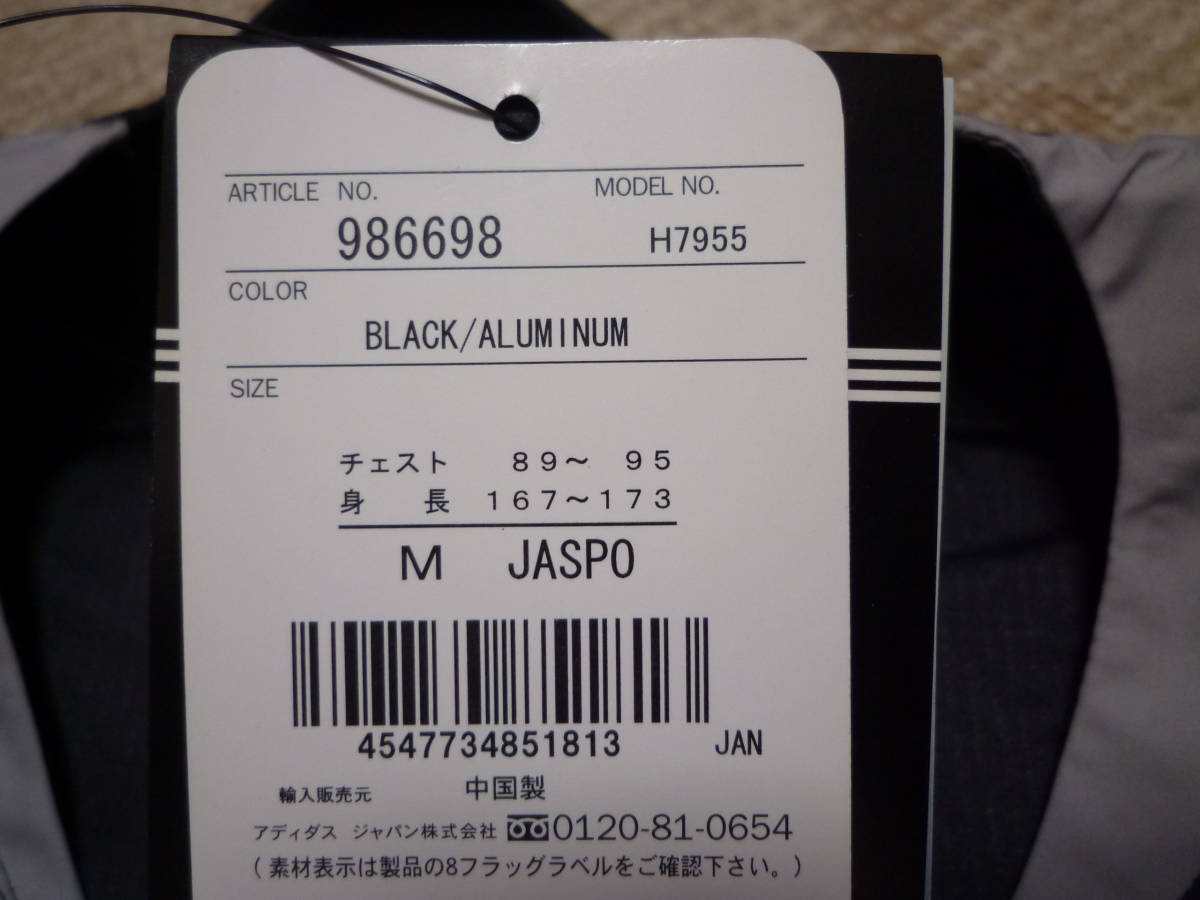 ARTICLE NO. MODEL NO.
986698 H7955
COLOR
BLACK/ALUMINUM
SIZE
チェスト 89～ 95
身 長 167～173
M JASPO
4547734851813 JAN
輸入販売元 中国製
アディダス ジャパン株式会社 0120-81-0654
(素材表示は製品の8フラッグラベルをご確認下さい。)